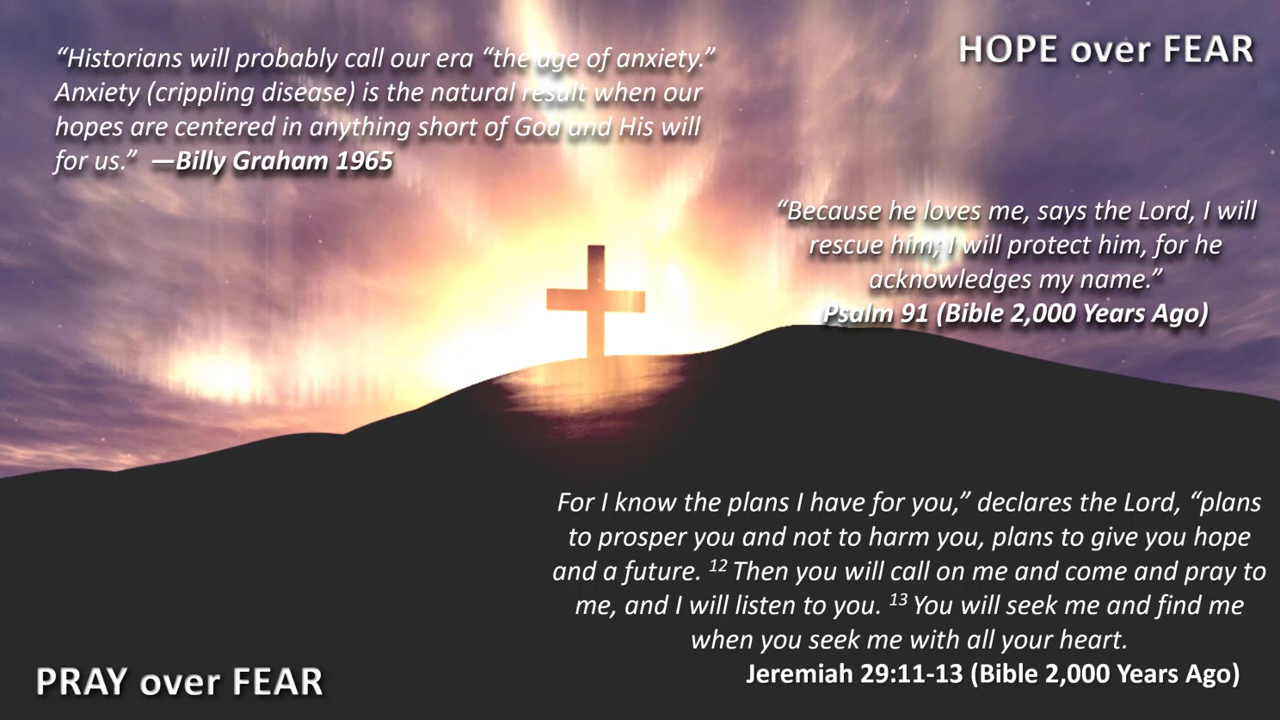 “Historians will probably call our era “the age of anxiety.”
Anxiety (crippling disease) is the natural result when our
hopes are centered in anything short of God and His will
for us.” —Billy Graham 1965
HOPE over FEAR
“Because he loves me, says the Lord, I will
rescue him; I will protect him, for he
acknowledges my name.”
Psalm 91 (Bible 2,000 Years Ago)
For I know the plans I have for you,” declares the Lord, “plans
to prosper you and not to harm you, plans to give you hope
and a future. 12 Then you will call on me and come and pray to
me, and I will listen to you. 13 You will seek me and find me
when you seek me with all your heart.
Jeremiah 29:11-13 (Bible 2,000 Years Ago)
PRAY over FEAR